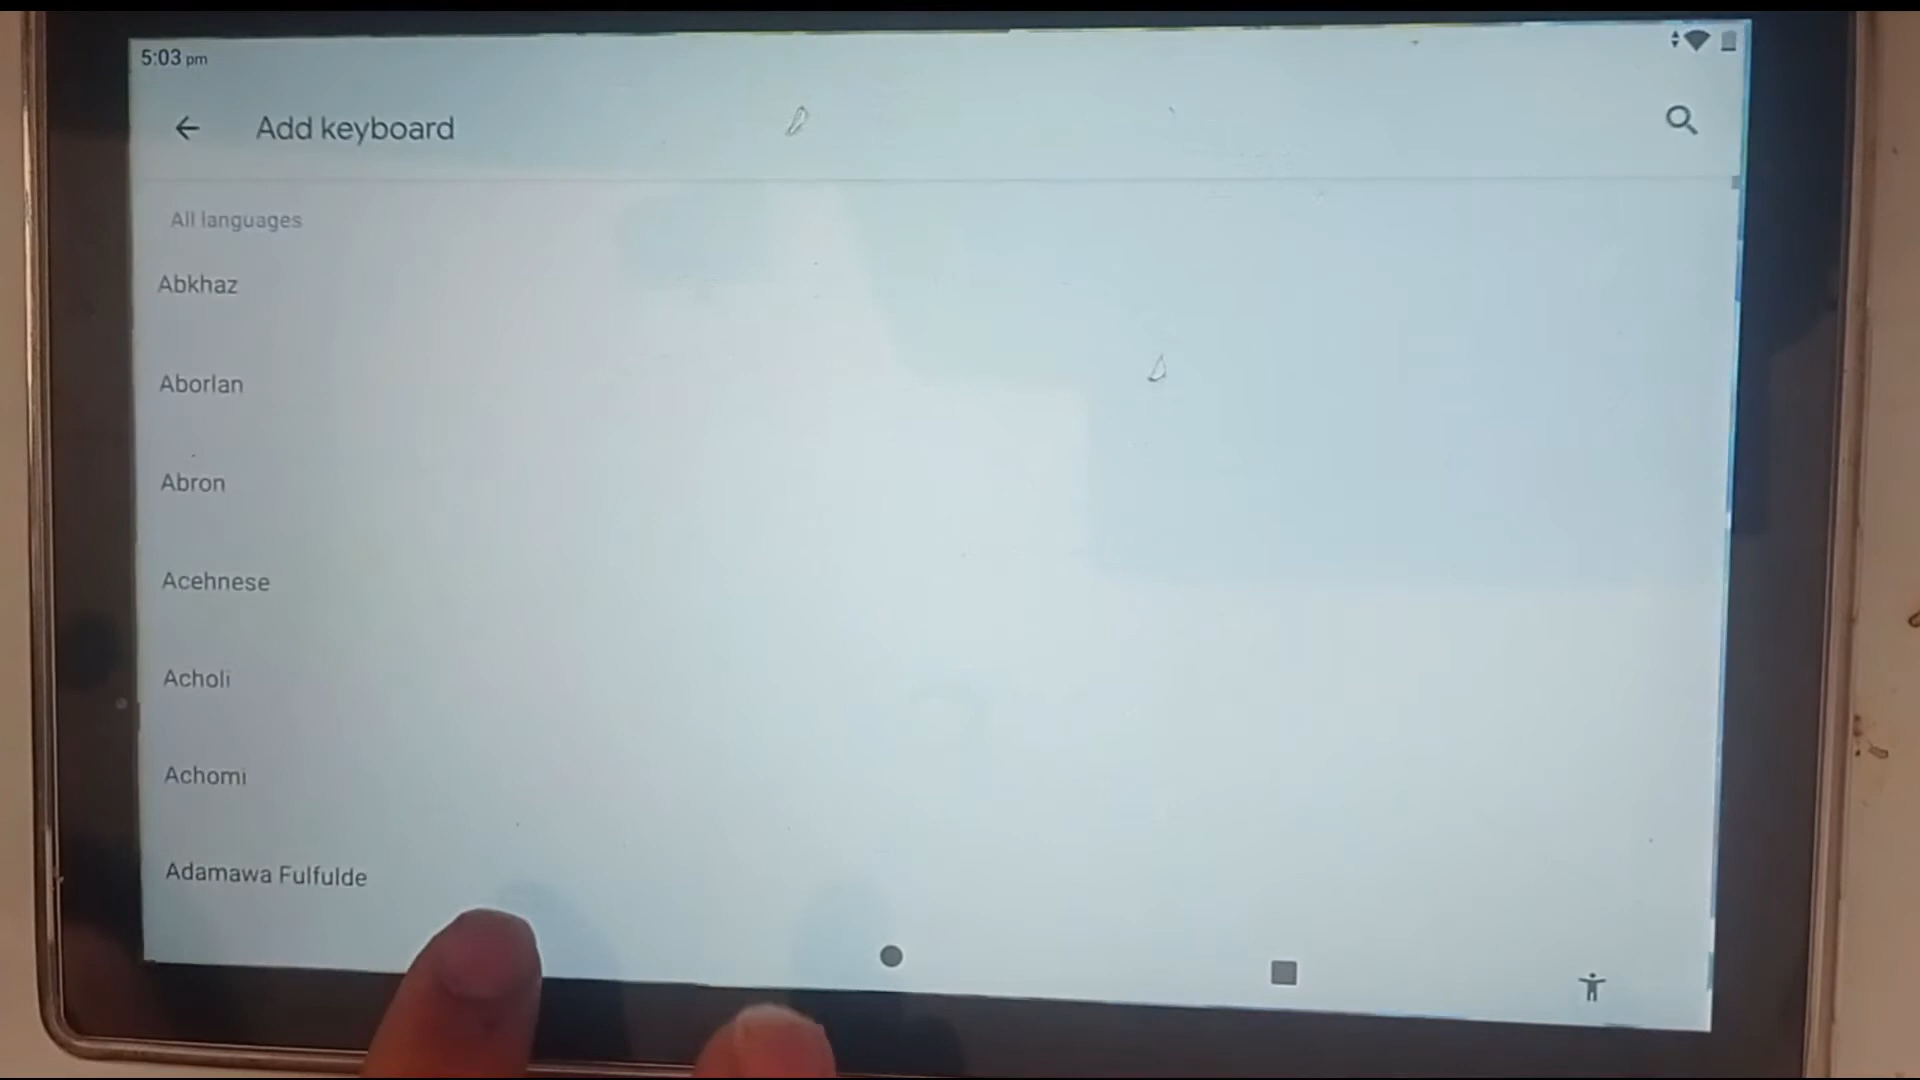 5:03 pm
Add keyboard
All languages
Abkhaz
Aborlan
Abron
Acehnese
Acholi
Achomi
Adamawa Fulfulde